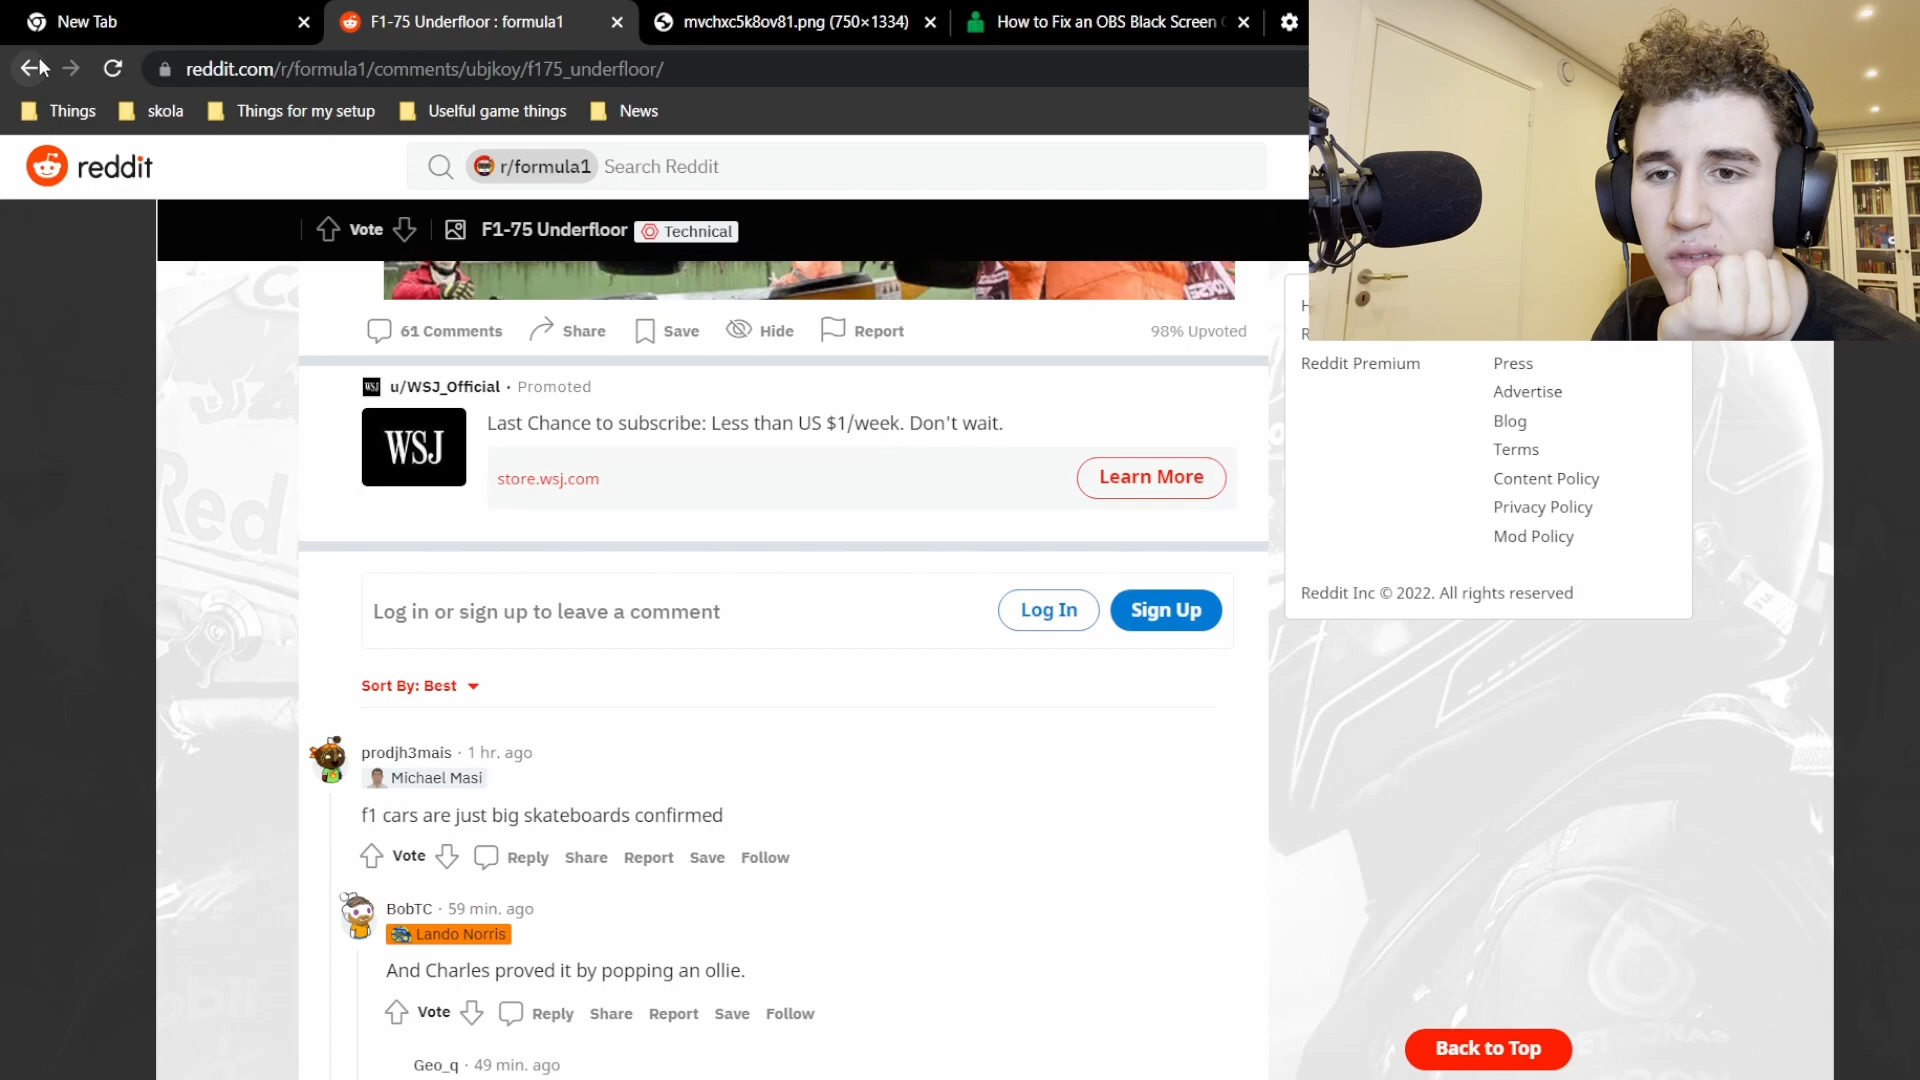 New Tab
F1-75 Underfloor : formula1
mvchxc5k8ov81.png (750×1334)
How to Fix an OBS Black Screen
reddit.com/r/formula1/comments/ubjkoy/f175_underfloor/
Things
skola
Things for my setup
Uselful game things
News
reddit
r/formula1
Search Reddit
Vote
F1-75 Underfloor
Technical
61 Comments
Share
Save
Hide
Report
98% Upvoted
WSJ
u/WSJ_Official · Promoted
WSJ
Last Chance to subscribe: Less than US $1/week. Don't wait.
store.wsj.com
Learn More
Reddit Premium
Press
Advertise
Blog
Terms
Content Policy
Privacy Policy
Mod Policy
Reddit Inc © 2022. All rights reserved
Log in or sign up to leave a comment
Log In
Sign Up
Sort By: Best
prodjh3mais · 1 hr. ago
Michael Masi
f1 cars are just big skateboards confirmed
Vote
Reply
Share
Report
Save
Follow
BobTC · 59 min. ago
Lando Norris
And Charles proved it by popping an ollie.
Vote
Reply
Share
Report
Save
Follow
Geo_q · 49 min. ago
Back to Top
Red